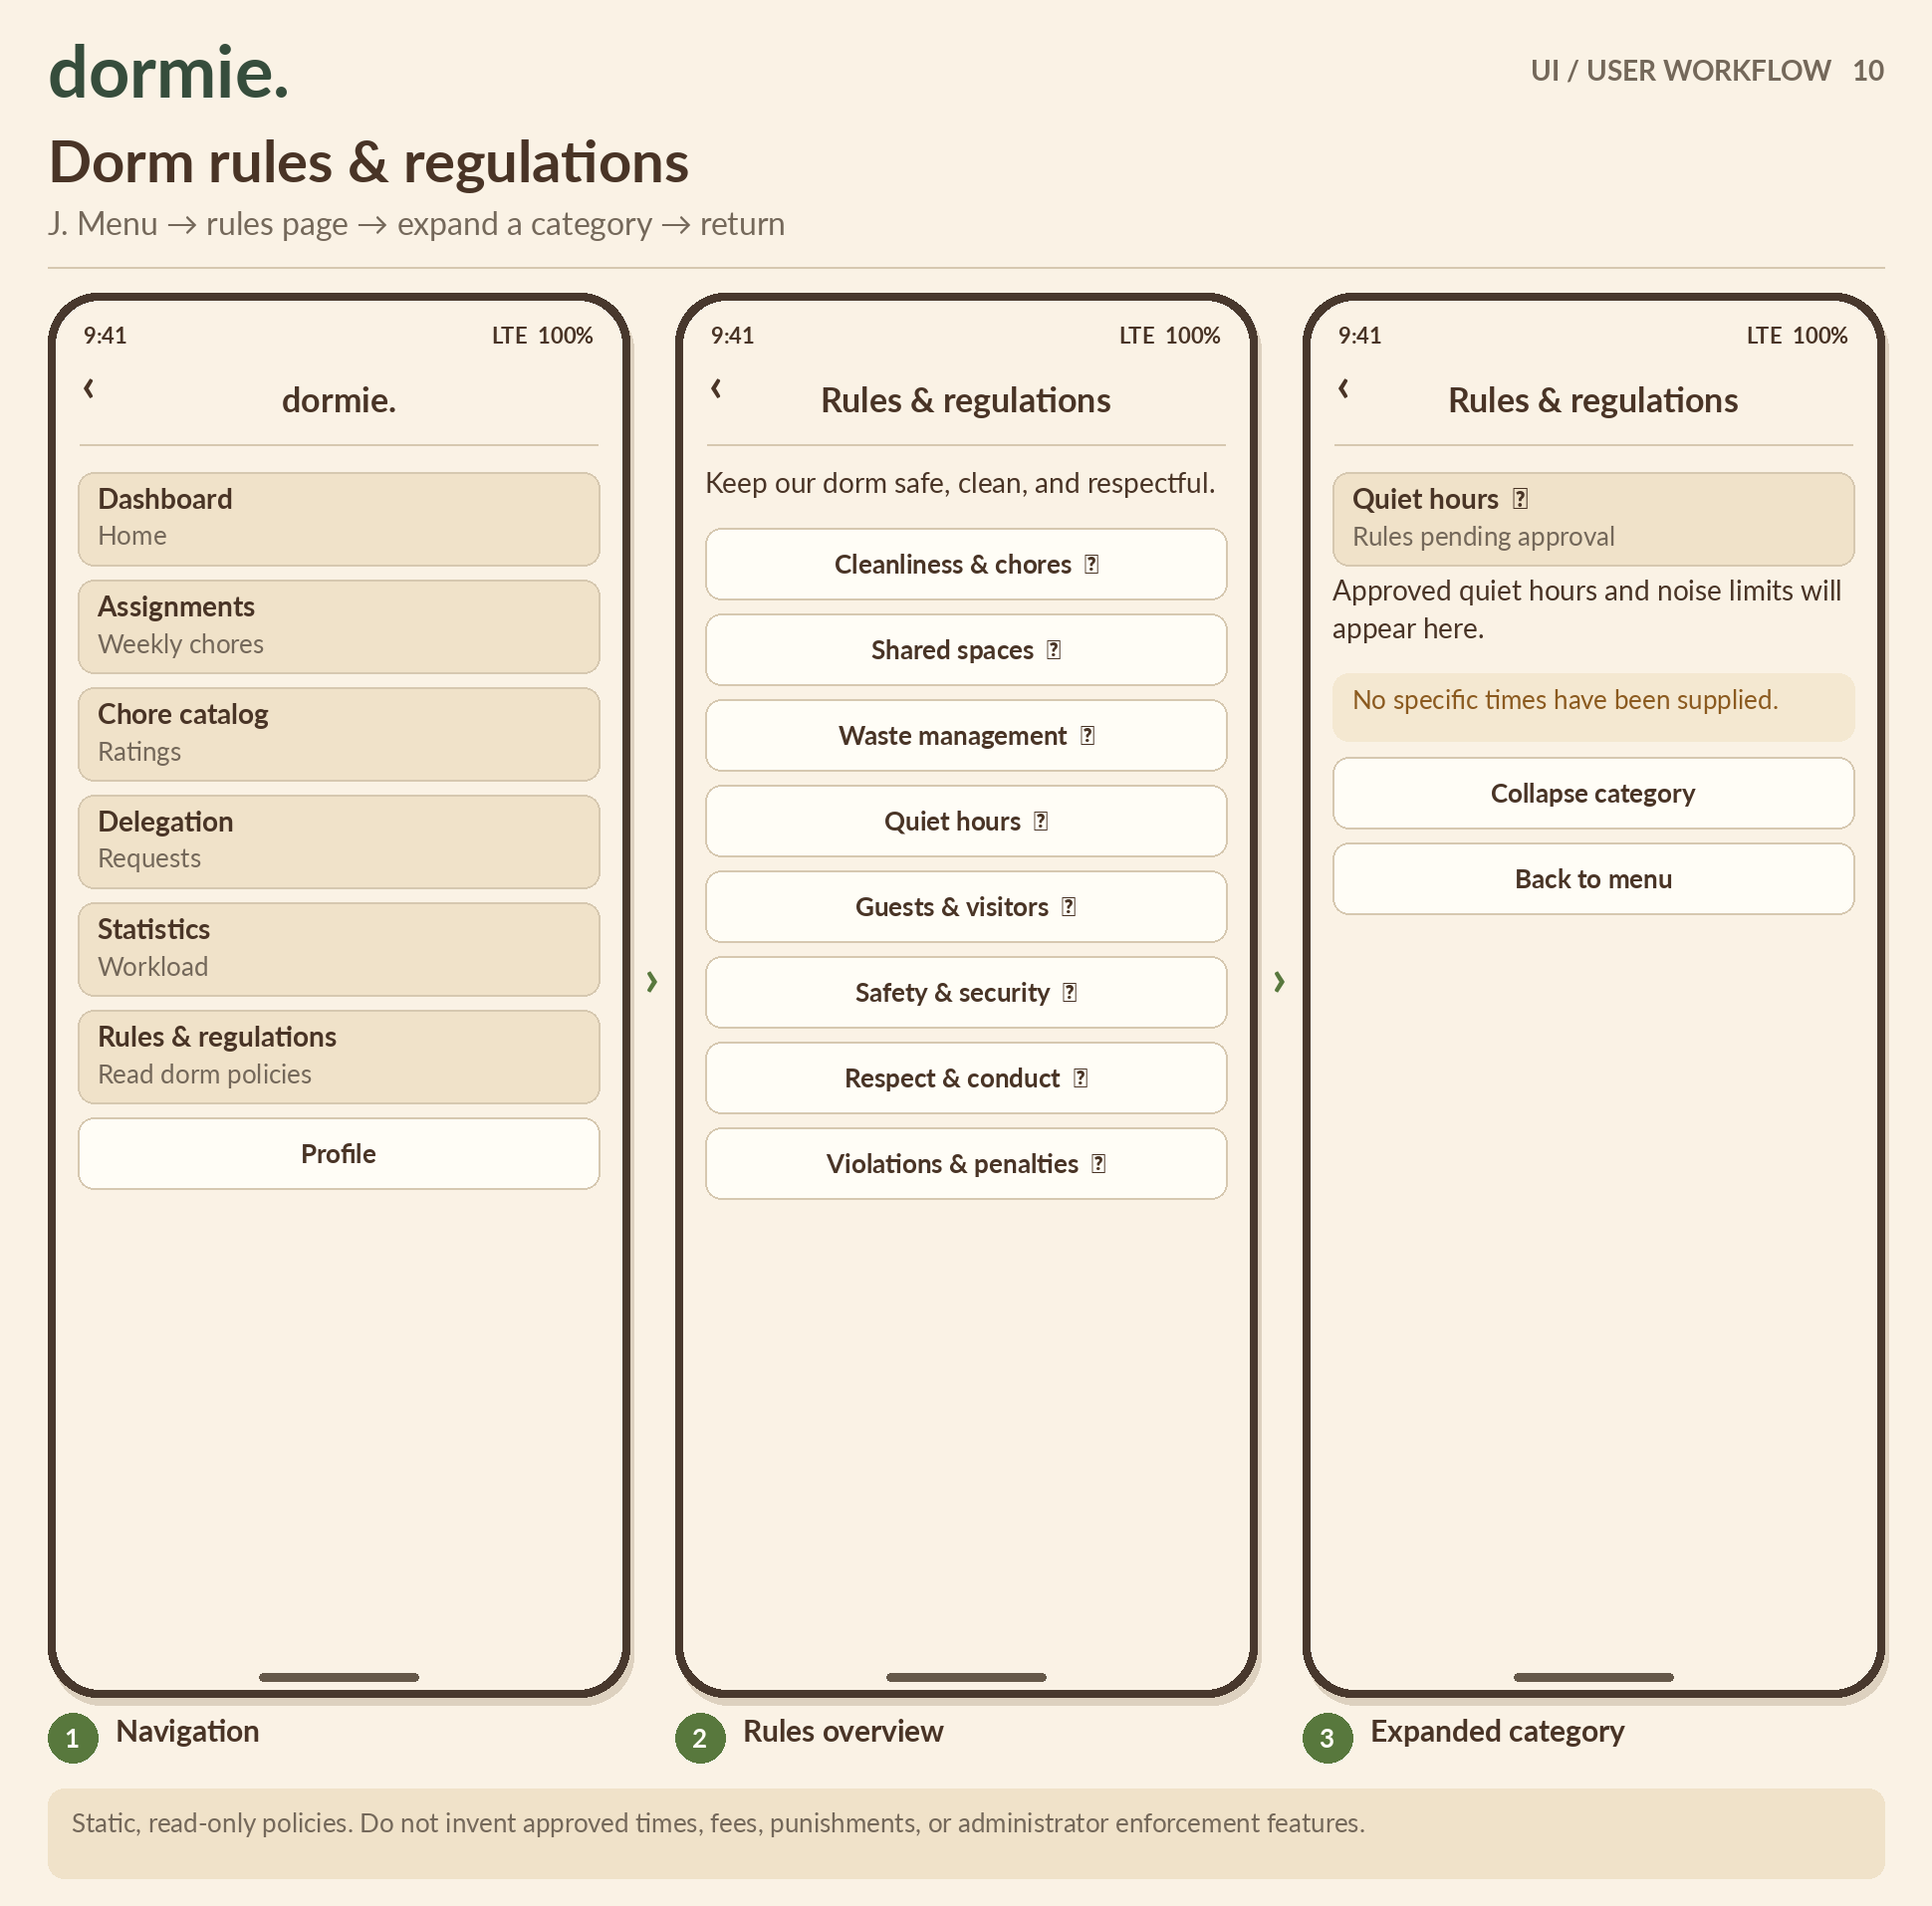 dormie.
UI / USER WORKFLOW 10
Dorm rules & regulations
J. Menu → rules page → expand a category → return
9:41 LTE 100%
‹
dormie.
Dashboard
Home
Assignments
Weekly chores
Chore catalog
Ratings
Delegation
Requests
Statistics
Workload
Rules & regulations
Read dorm policies
Profile
›
9:41 LTE 100%
‹
Rules & regulations
Keep our dorm safe, clean, and respectful.
Cleanliness & chores ⍰
Shared spaces ⍰
Waste management ⍰
Quiet hours ⍰
Guests & visitors ⍰
Safety & security ⍰
Respect & conduct ⍰
Violations & penalties ⍰
›
9:41 LTE 100%
‹
Rules & regulations
Quiet hours ⍰
Rules pending approval
Approved quiet hours and noise limits will
appear here.
No specific times have been supplied.
Collapse category
Back to menu
1 Navigation
2 Rules overview
3 Expanded category
Static, read-only policies. Do not invent approved times, fees, punishments, or administrator enforcement features.